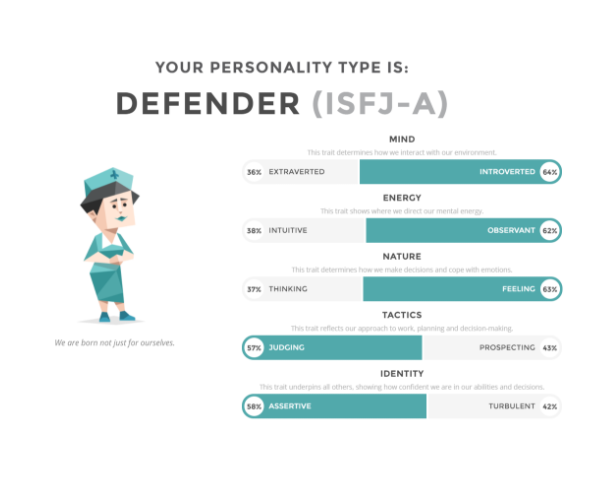 YOUR PERSONALITY TYPE IS:
DEFENDER (ISFJ-A)
MIND
This trait determines how we interact with our environment.
36% EXTRAVERTED INTROVERTED 64%
ENERGY
This trait shows where we direct our mental energy.
38% INTUITIVE OBSERVANT 62%
NATURE
This trait determines how we make decisions and cope with emotions.
37% THINKING FEELING 63%
TACTICS
This trait reflects our approach to work, planning and decision-making.
57% JUDGING PROSPECTING 43%
IDENTITY
This trait underpins all others, showing how confident we are in our abilities and decisions.
58% ASSERTIVE TURBULENT 42%
We are born not just for ourselves.